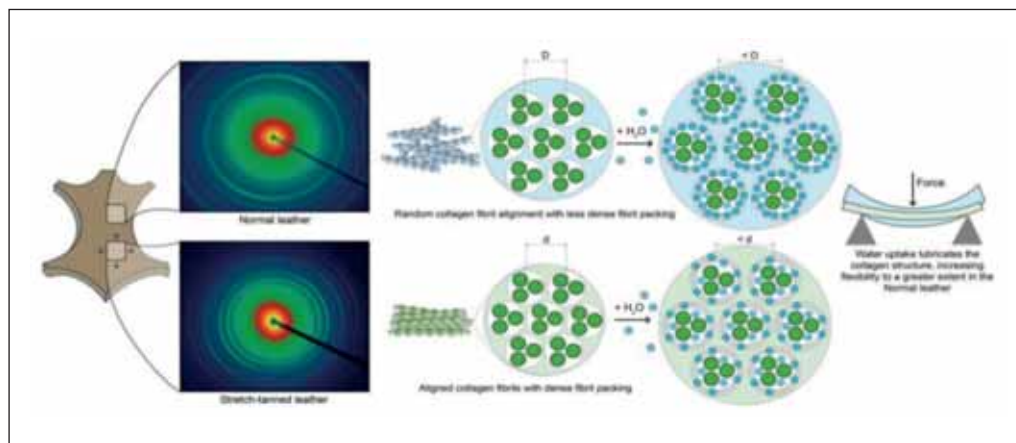 D
< D
+ H₂O
Normal leather
Random collagen fibril alignment with less dense fibril packing
Force
d
< d
Water uptake lubricates the
collagen structure, increasing
flexibility to a greater extent in the
Normal leather
+ H₂O
Stretch-tanned leather
Aligned collagen fibrils with dense fibril packing